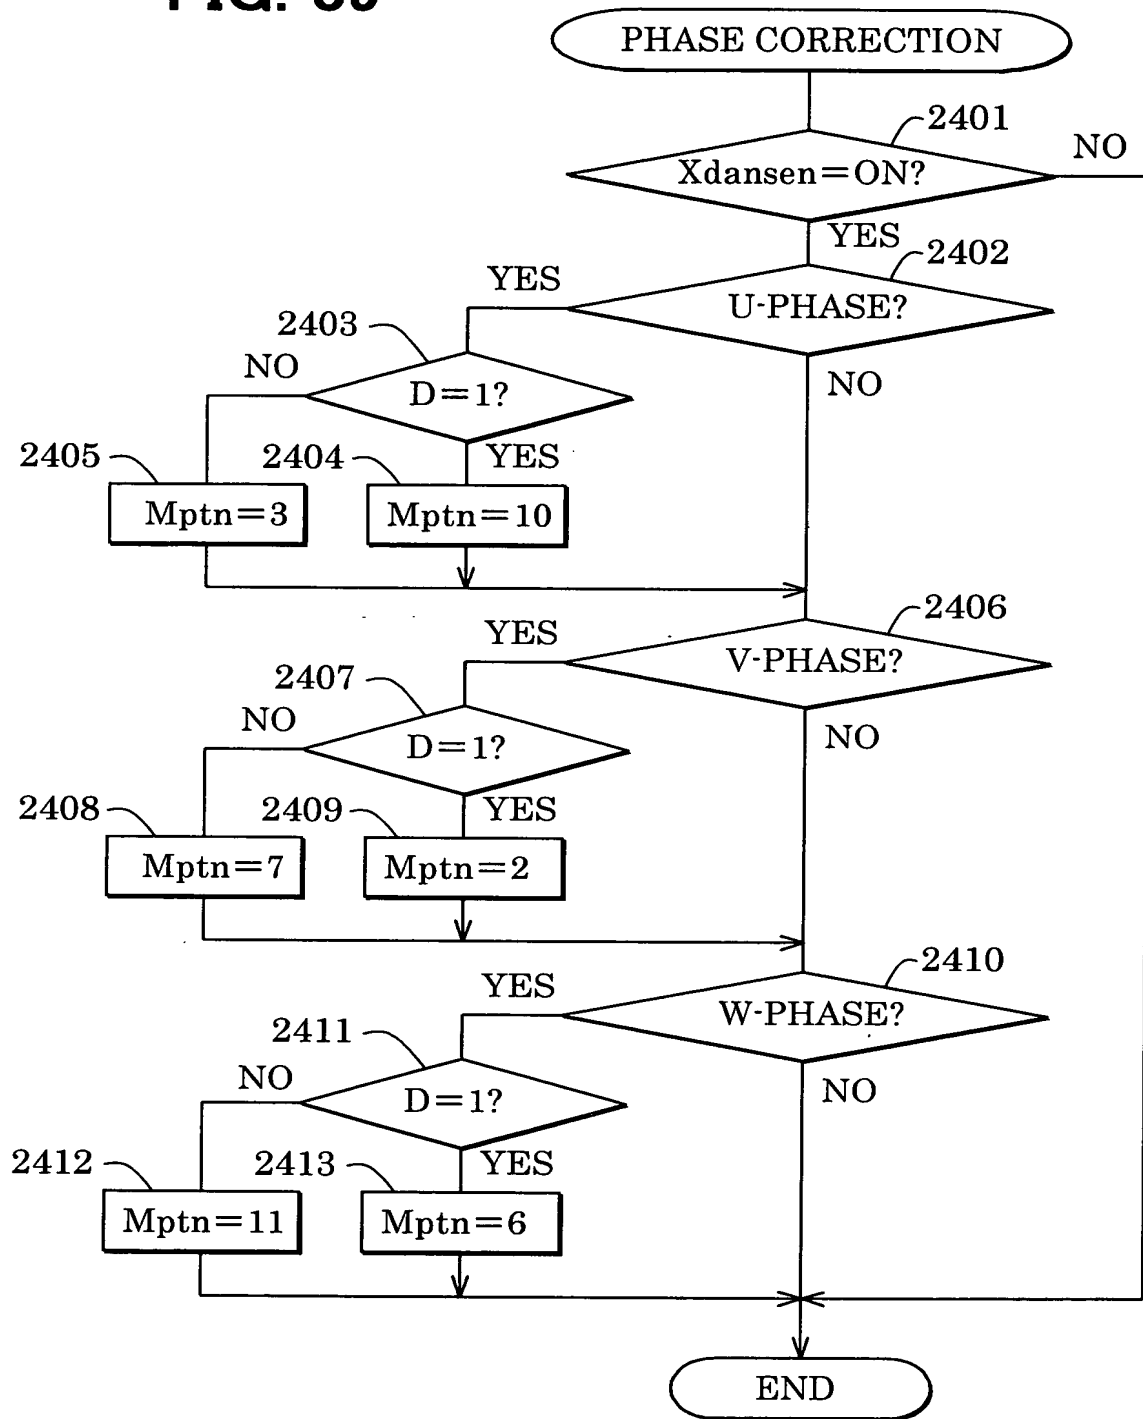 PHASE CORRECTION
2401
Xdansen=ON?
NO
YES
2402
U-PHASE?
YES
NO
2403
D=1?
NO
YES
2405
2404
Mptn=3
Mptn=10
2406
V-PHASE?
YES
NO
2407
D=1?
NO
YES
2408
2409
Mptn=7
Mptn=2
2410
W-PHASE?
YES
NO
2411
D=1?
NO
YES
2412
2413
Mptn=11
Mptn=6
END